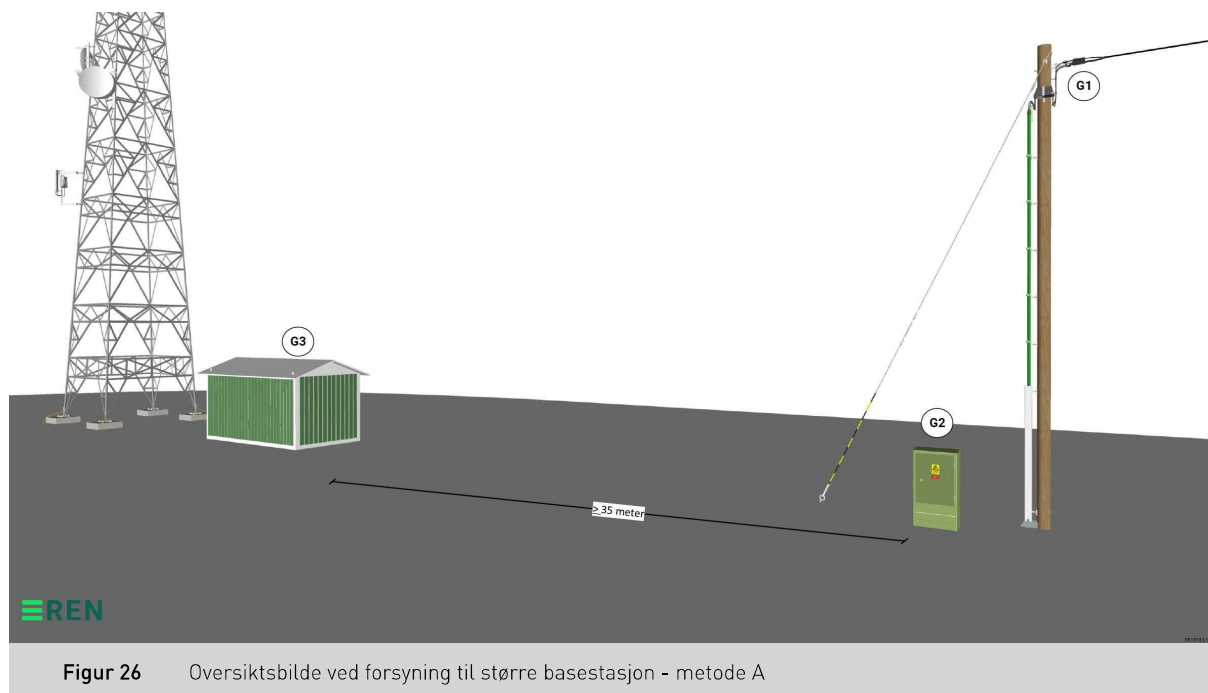 G1
G3
G2
≥35 meter
REN
Figur 26 Oversiktsbilde ved forsyning til større basestasjon - metode A